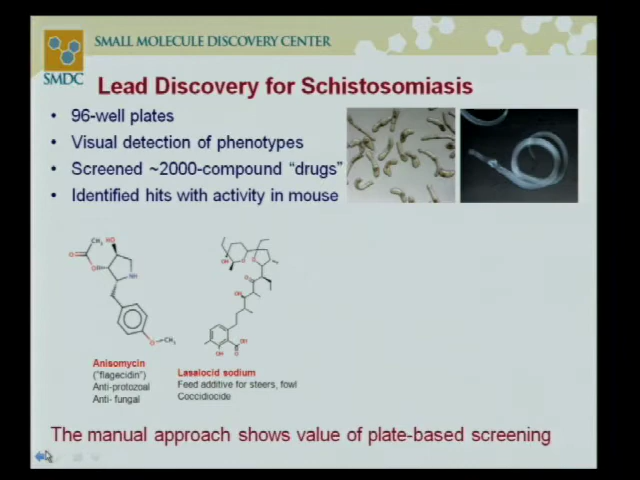 SMALL MOLECULE DISCOVERY CENTER
SMDC
Lead Discovery for Schistosomiasis
• 96-well plates
• Visual detection of phenotypes
• Screened ~2000-compound “drugs”
• Identified hits with activity in mouse
Anisomycin
("flagecidin")
Anti-protozoal
Anti- fungal
Lasalocid sodium
Feed additive for steers, fowl
Coccidiocide
The manual approach shows value of plate-based screening